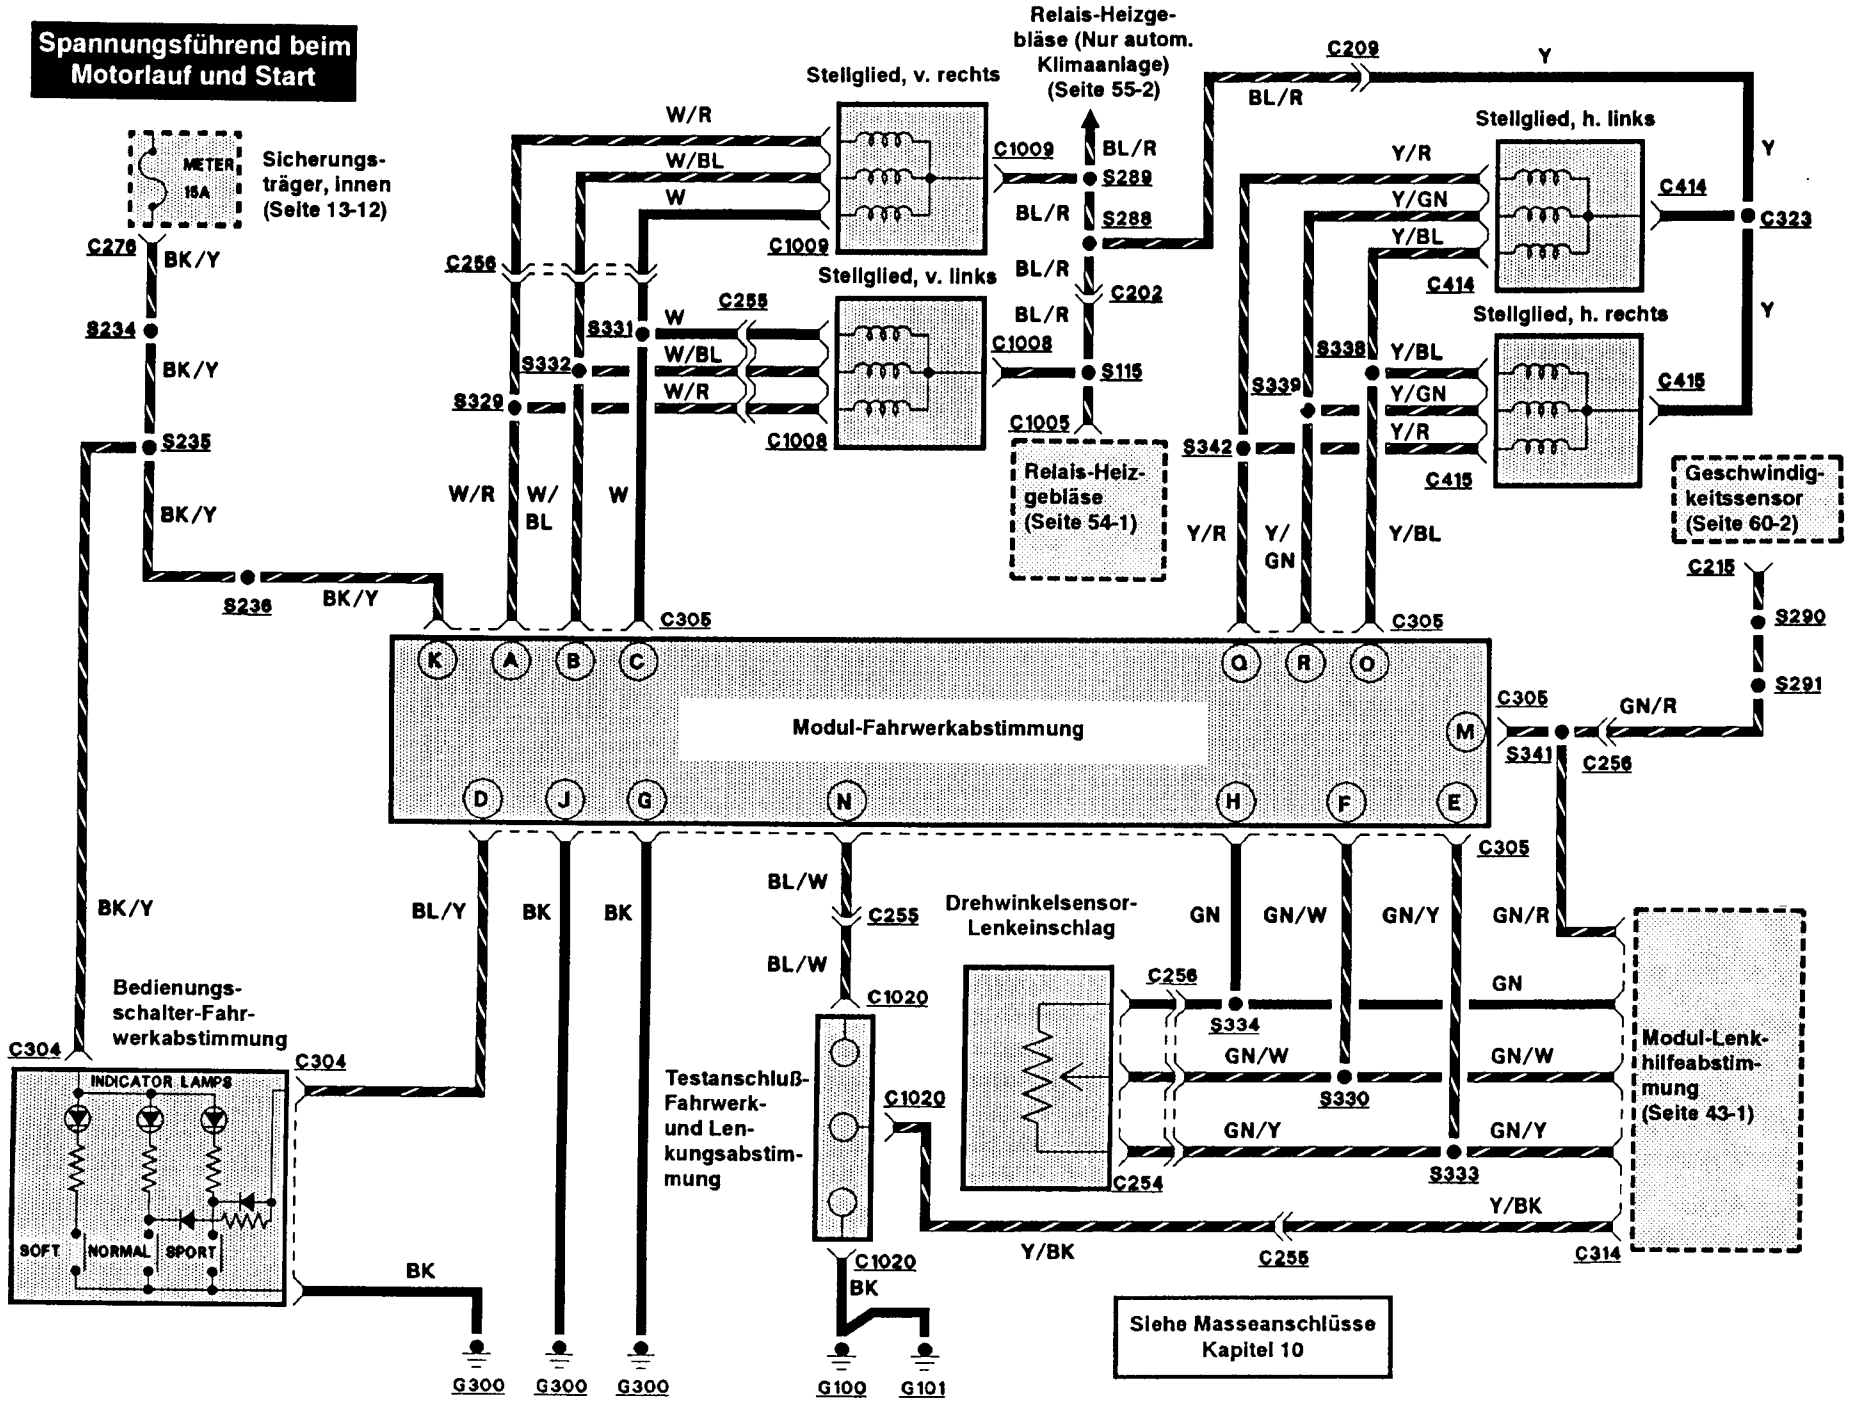 Spannungsführend beim
Motorlauf und Start
METER
15A
Sicherungs-
träger, innen
(Seite 13-12)
C276
BK/Y
S234
BK/Y
S235
BK/Y
S236
BK/Y
BK/Y
Stellglied, v. rechts
W/R
W/BL
W
C1009
C1009
C256
Stellglied, v. links
C255
S331
W
S332
W/BL
S329
W/R
C1008
C1008
W/R
W/
BL
W
C305
Relais-Heizge-
bläse (Nur autom.
Klimaanlage)
(Seite 55-2)
BL/R
S289
BL/R
S288
BL/R
C202
BL/R
S115
C1005
Relais-Heiz-
gebläse
(Seite 54-1)
C209
BL/R
Y
Y
Stellglied, h. links
Y/R
Y/GN
Y/BL
C414
C414
C323
Stellglied, h. rechts
Y
S338
Y/BL
S339
Y/GN
S342
Y/R
C415
C415
Y/R
Y/
GN
Y/BL
C305
Geschwindig-
keitssensor
(Seite 60-2)
C215
S290
S291
GN/R
C305
S341
C256
K
A
B
C
Q
R
O
Modul-Fahrwerkabstimmung
M
D
J
G
N
H
F
E
C305
BL/Y
BK
BK
BL/W
C255
BL/W
C1020
Drehwinkelsensor-
Lenkeinschlag
GN
GN/W
GN/Y
GN/R
C256
S334
GN
GN/W
S330
GN/W
GN/Y
S333
GN/Y
C254
Modul-Lenk-
hilfeabstim-
mung
(Seite 43-1)
Bedienungs-
schalter-Fahr-
werkabstimmung
C304
C304
INDICATOR LAMPS
SOFT
NORMAL
SPORT
BK
Testanschluß-
Fahrwerk-
und Len-
kungsabstim-
mung
C1020
Y/BK
C255
Y/BK
C314
C1020
BK
G300
G300
G300
G100
G101
Siehe Masseanschlüsse
Kapitel 10